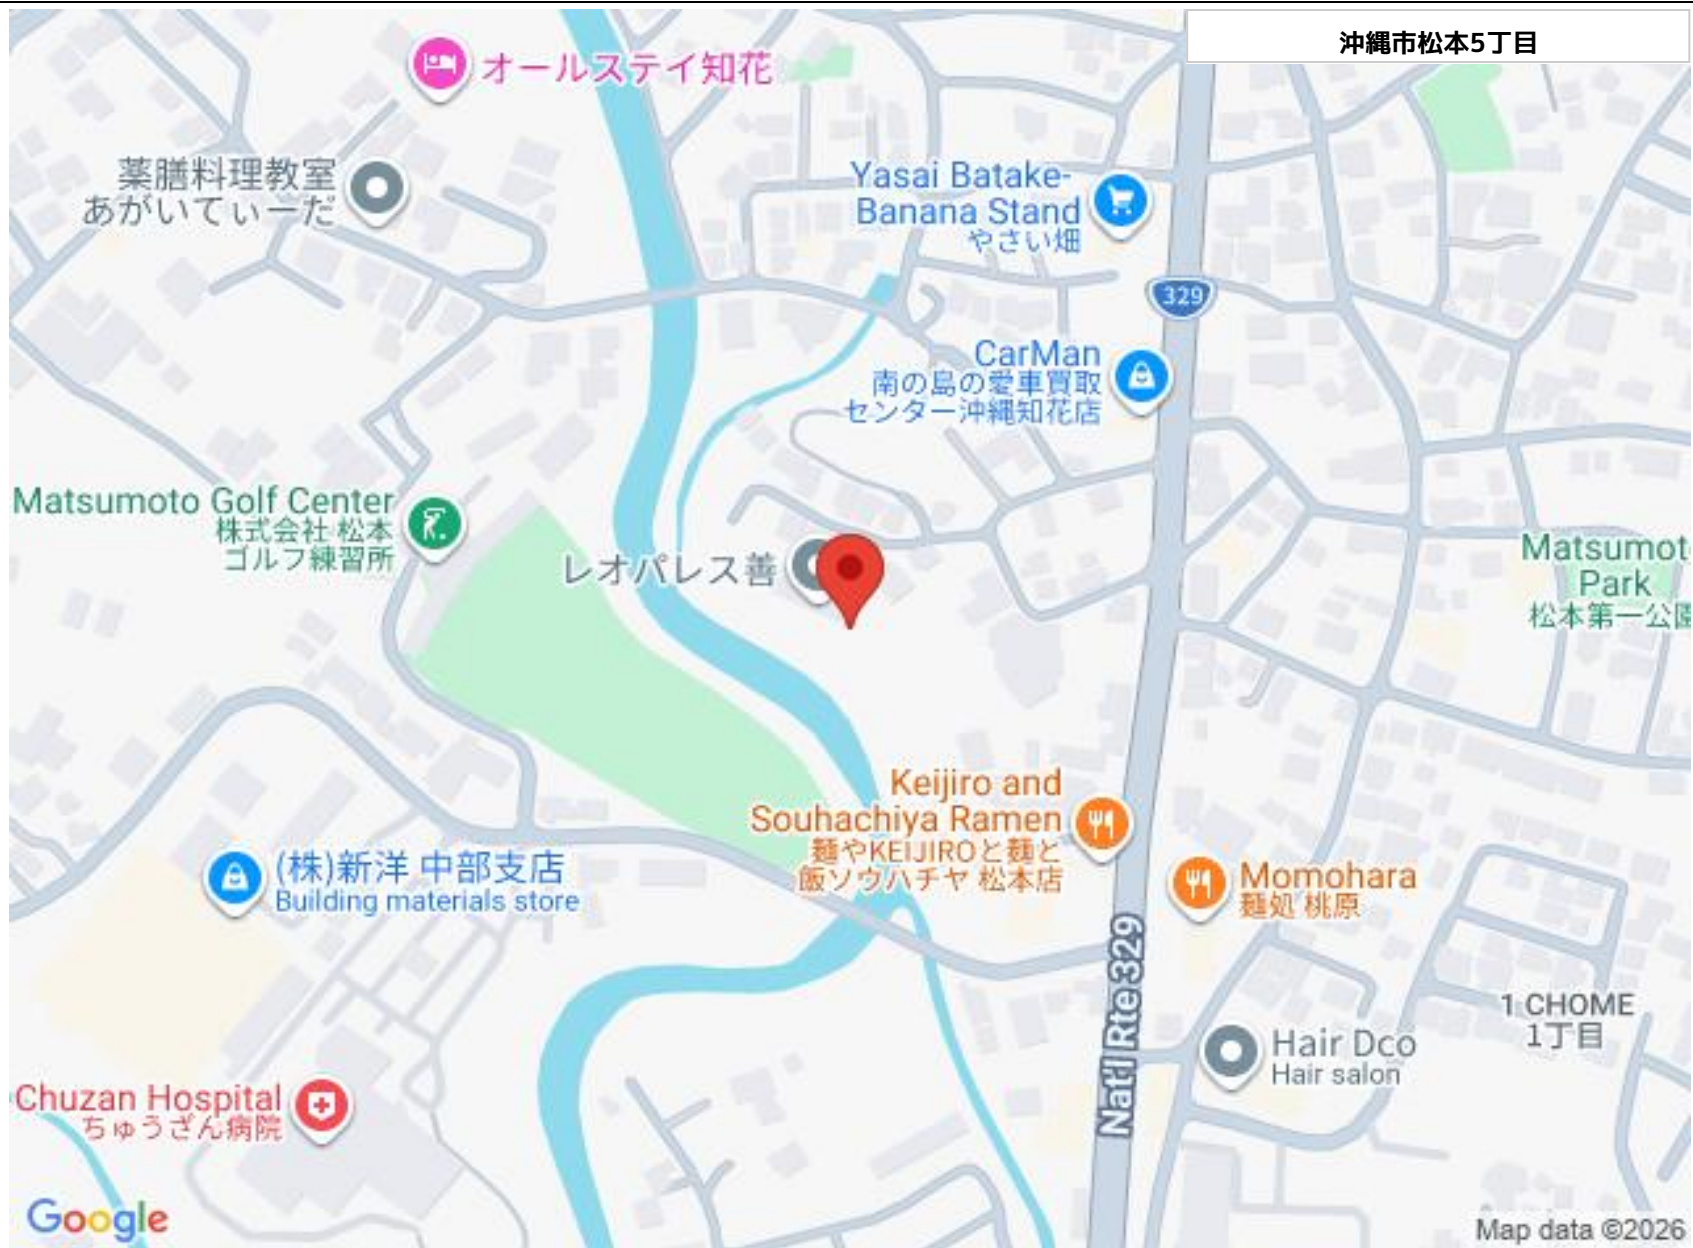 沖縄市松本5丁目
オールステイ知花
薬膳料理教室
あがいてぃーだ
Yasai Batake-
Banana Stand
やさい畑
329
CarMan
南の島の愛車買取
センター沖縄知花店
Matsumoto Golf Center
株式会社 松本
ゴルフ練習所
レオパレス善
Matsumot
Park
松本第一公園
Keijiro and
Souhachiya Ramen
麺やKEIJIROと麺と
飯ソウハチヤ 松本店
(株)新洋 中部支店
Building materials store
Momohara
麺処 桃原
Nat'l Rte 329
1 CHOME
1丁目
Hair Dco
Hair salon
Chuzan Hospital
ちゅうざん病院
Google
Map data ©2026